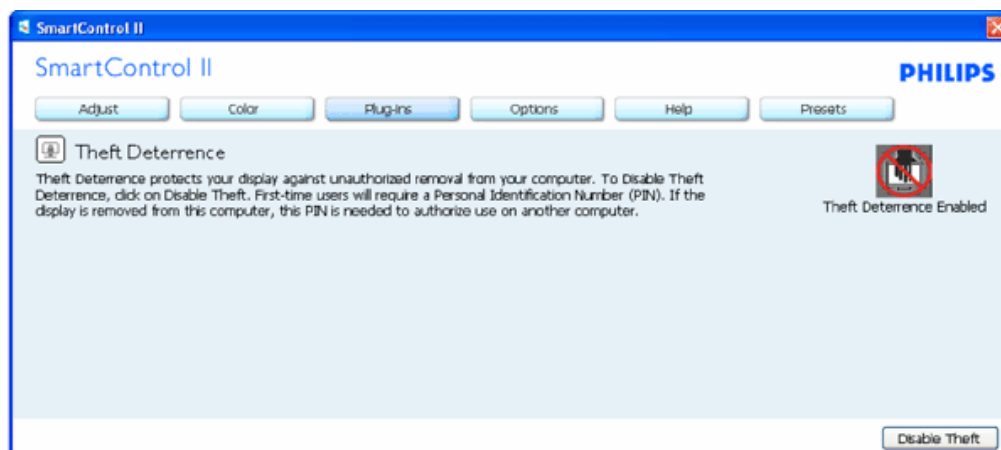 SmartControl II
SmartControl II
PHILIPS
Adjust
Color
Plug-Ins
Options
Help
Presets
Theft Deterrence
Theft Deterrence protects your display against unauthorized removal from your computer. To Disable Theft
Deterrence, click on Disable Theft. First-time users will require a Personal Identification Number (PIN). If the
display is removed from this computer, this PIN is needed to authorize use on another computer.
Theft Deterrence Enabled
Disable Theft